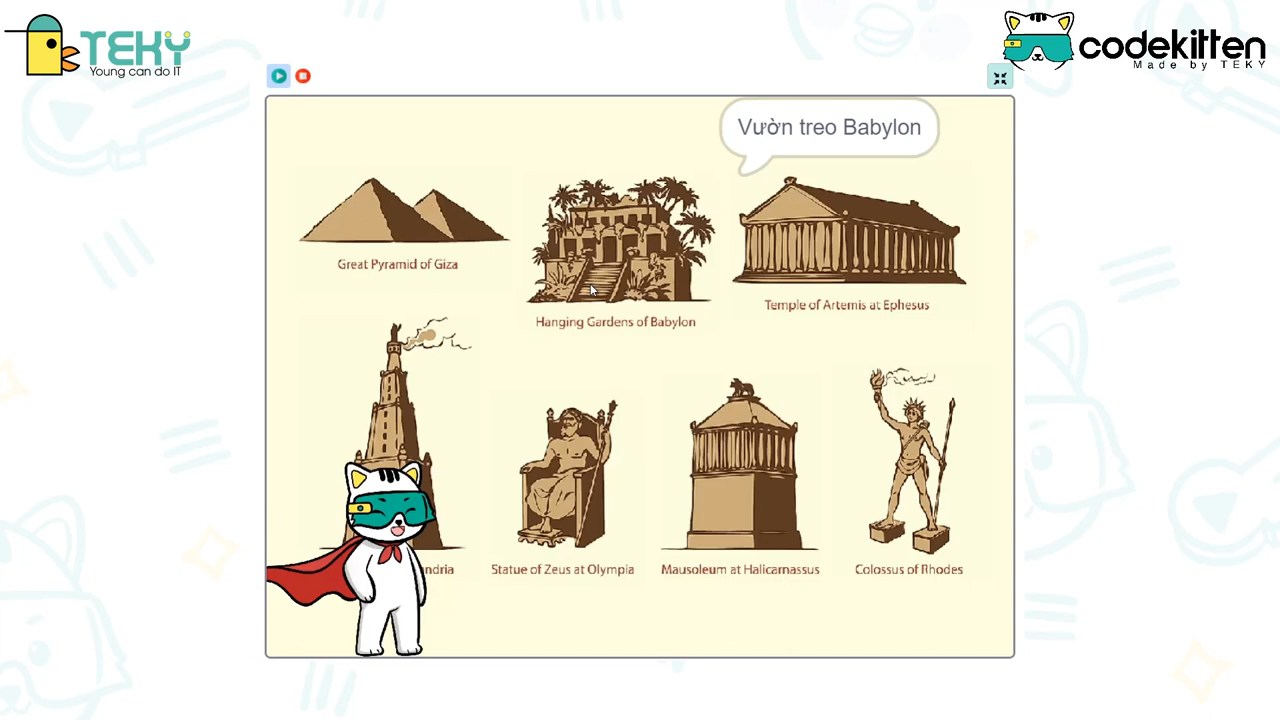 TEKY
Young can do IT
codekitten
Made by TEKY
Vườn treo Babylon
Great Pyramid of Giza
Hanging Gardens of Babylon
Temple of Artemis at Ephesus
Statue of Zeus at Olympia
Mausoleum at Halicarnassus
Colossus of Rhodes